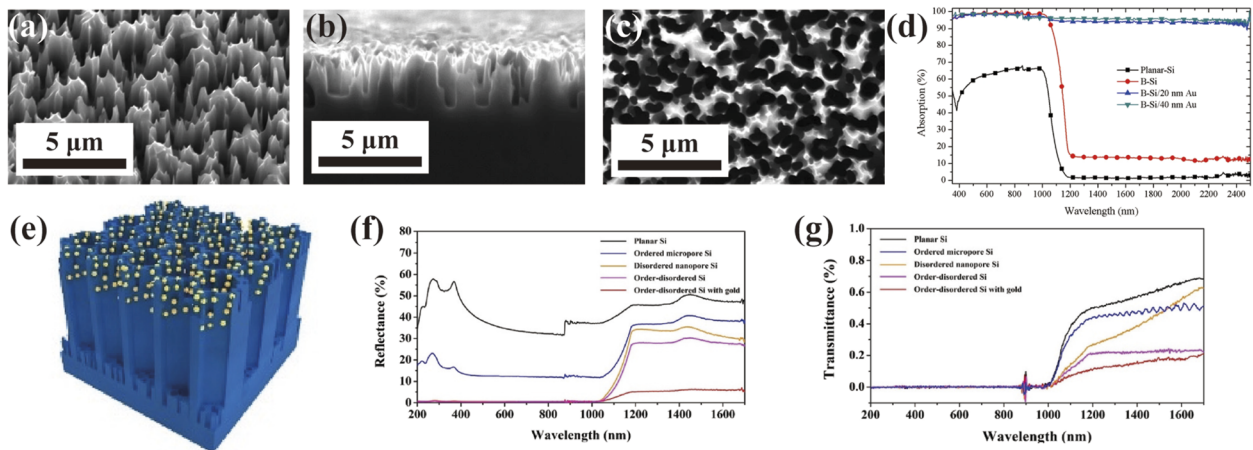 (a)
5 µm
(b)
5 µm
(c)
5 µm
(d)
100
90
80
70
60
50
40
30
20
10
0
Absorption (%)
Planar-Si
B-Si
B-Si/20 nm Au
B-Si/40 nm Au
400 600 800 1000 1200 1400 1600 1800 2000 2200 2400
Wavelength (nm)
(e)
(f)
80
70
60
50
40
30
20
10
0
Reflectance (%)
Planar Si
Ordered micropore Si
Disordered nanopore Si
Order-disordered Si
Order-disordered Si with gold
200 400 600 800 1000 1200 1400 1600
Wavelength (nm)
(g)
1.0
0.8
0.6
0.4
0.2
0.0
Transmittance (%)
Planar Si
Ordered micropore Si
Disordered nanopore Si
Order-disordered Si
Order-disordered Si with gold
200 400 600 800 1000 1200 1400 1600
Wavelength (nm)